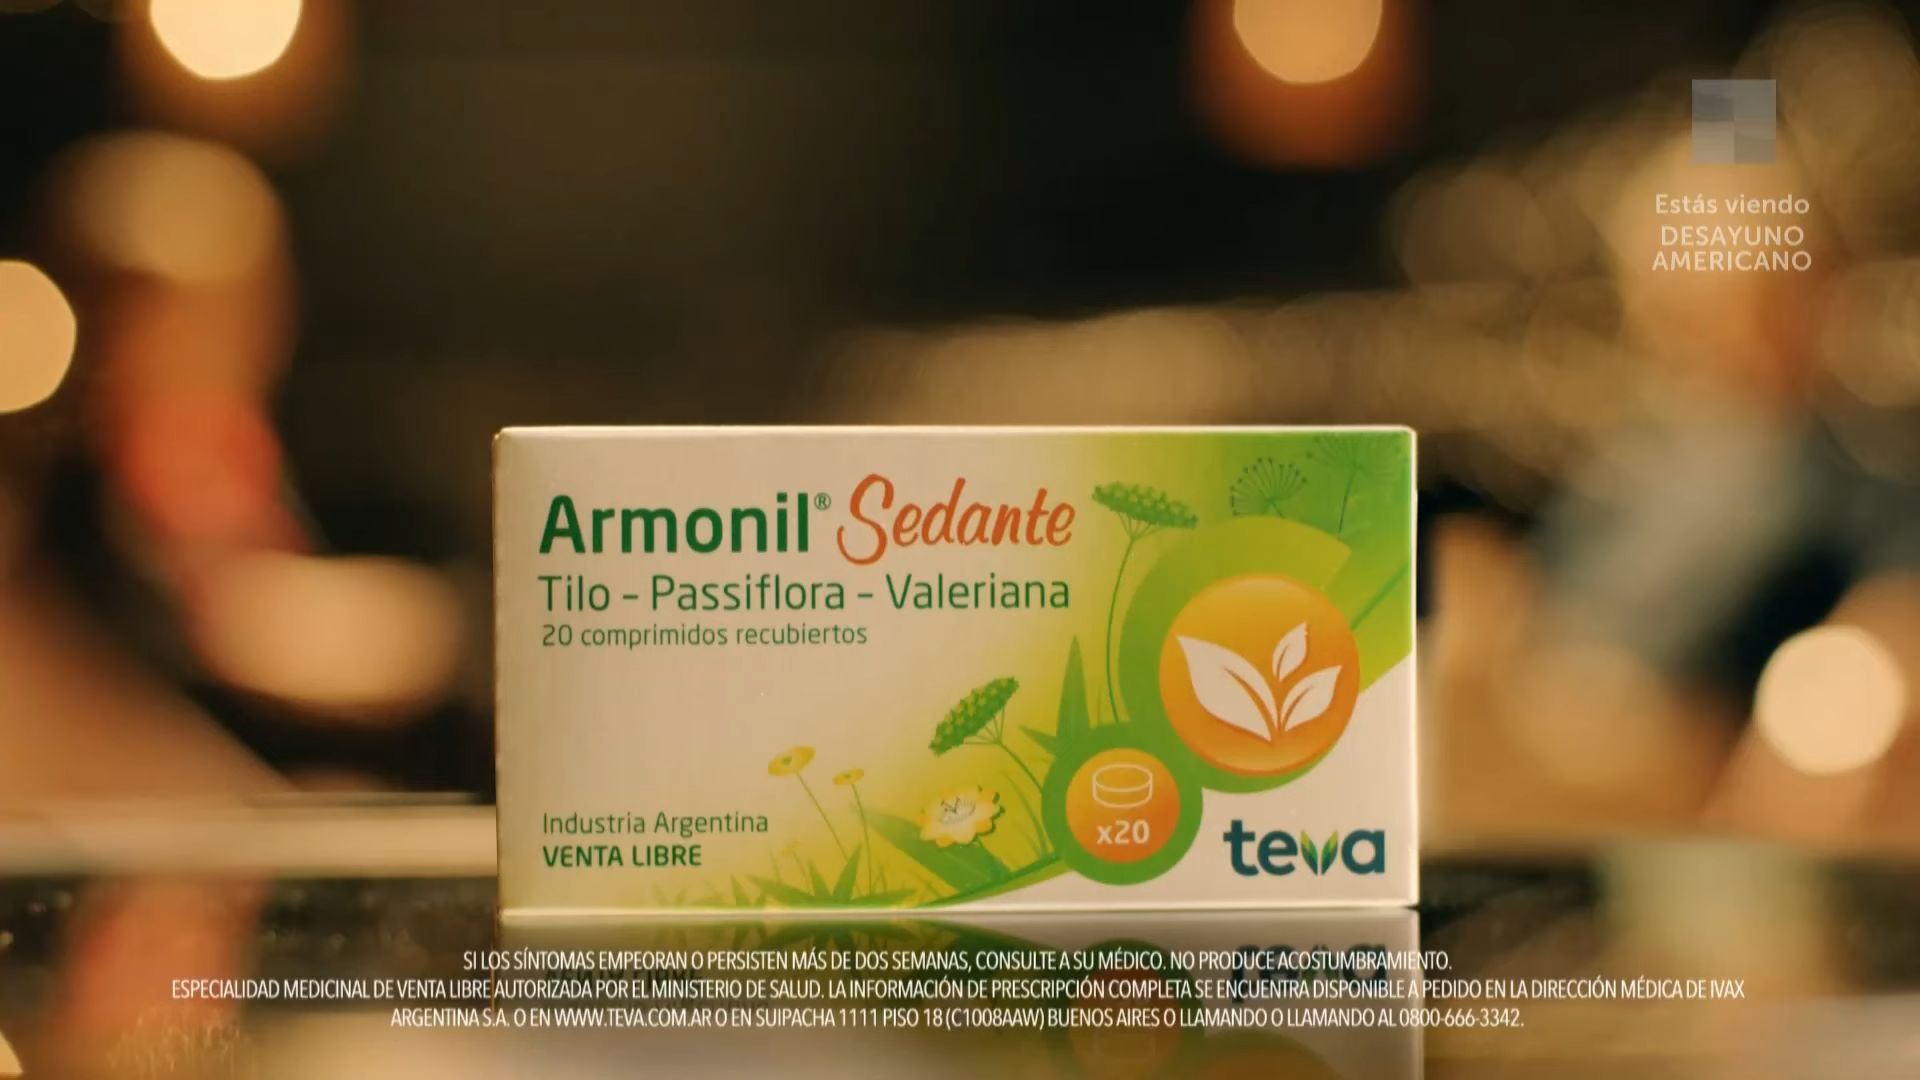 Estás viendo
DESAYUNO
AMERICANO
Armonil® Sedante
Tilo - Passiflora - Valeriana
20 comprimidos recubiertos
x20
Industria Argentina
VENTA LIBRE
teva
SI LOS SÍNTOMAS EMPEORAN O PERSISTEN MÁS DE DOS SEMANAS, CONSULTE A SU MÉDICO. NO PRODUCE ACOSTUMBRAMIENTO.
ESPECIALIDAD MEDICINAL DE VENTA LIBRE AUTORIZADA POR EL MINISTERIO DE SALUD. LA INFORMACIÓN DE PRESCRIPCIÓN COMPLETA SE ENCUENTRA DISPONIBLE A PEDIDO EN LA DIRECCIÓN MÉDICA DE IVAX
ARGENTINA S.A. O EN WWW.TEVA.COM.AR O EN SUIPACHA 1111 PISO 18 (C1008AAW) BUENOS AIRES O LLAMANDO O LLAMANDO AL 0800-666-3342.